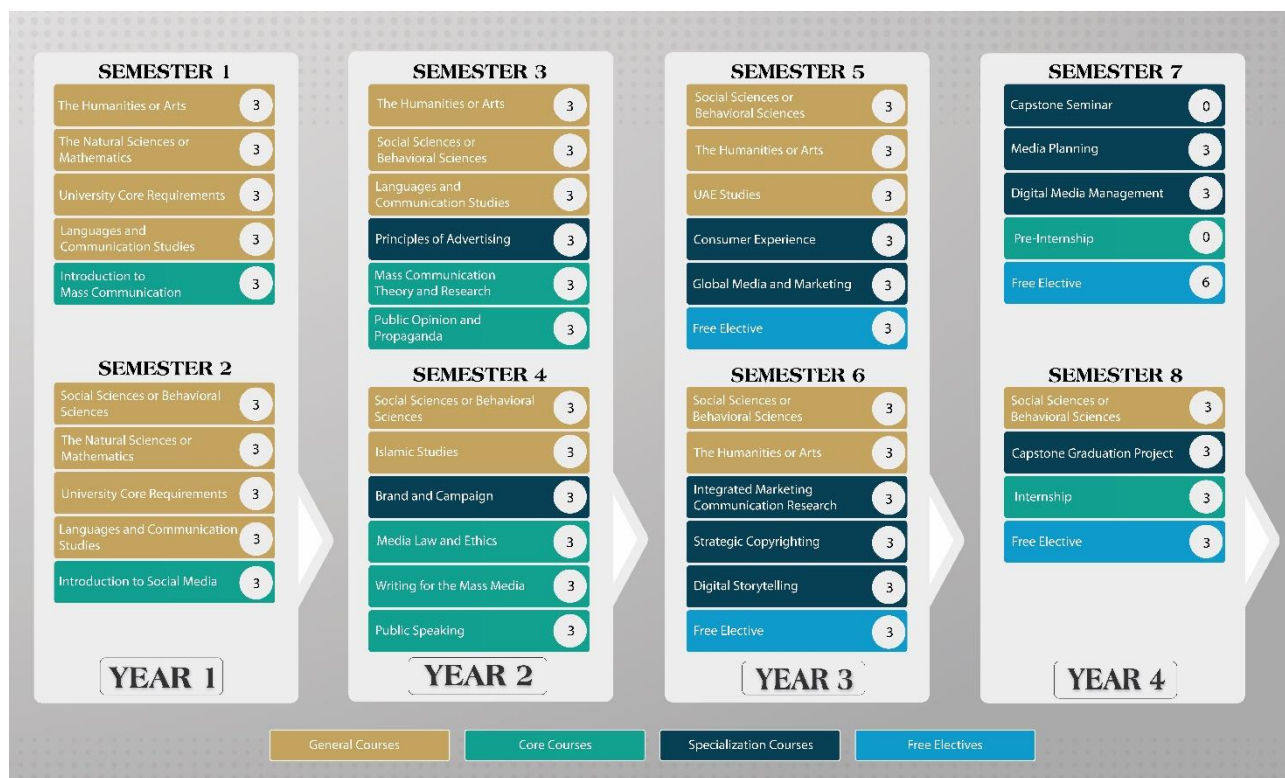 SEMESTER 1
The Humanities or Arts 3
The Natural Sciences or
Mathematics 3
University Core Requirements 3
Languages and
Communication Studies 3
Introduction to
Mass Communication 3
SEMESTER 2
Social Sciences or Behavioral
Sciences 3
The Natural Sciences or
Mathematics 3
University Core Requirements 3
Languages and Communication
Studies 3
Introduction to Social Media 3
YEAR 1
SEMESTER 3
The Humanities or Arts 3
Social Sciences or
Behavioral Sciences 3
Languages and
Communication Studies 3
Principles of Advertising 3
Mass Communication
Theory and Research 3
Public Opinion and
Propaganda 3
SEMESTER 4
Social Sciences or Behavioral
Sciences 3
Islamic Studies 3
Brand and Campaign 3
Media Law and Ethics 3
Writing for the Mass Media 3
Public Speaking 3
YEAR 2
SEMESTER 5
Social Sciences or
Behavioral Sciences 3
The Humanities or Arts 3
UAE Studies 3
Consumer Experience 3
Global Media and Marketing 3
Free Elective 3
SEMESTER 6
Social Sciences or
Behavioral Sciences 3
The Humanities or Arts 3
Integrated Marketing
Communication Research 3
Strategic Copyrighting 3
Digital Storytelling 3
Free Elective 3
YEAR 3
SEMESTER 7
Capstone Seminar 0
Media Planning 3
Digital Media Management 3
Pre-Internship 0
Free Elective 6
SEMESTER 8
Social Sciences or
Behavioral Sciences 3
Capstone Graduation Project 3
Internship 3
Free Elective 3
YEAR 4
General Courses
Core Courses
Specialization Courses
Free Electives